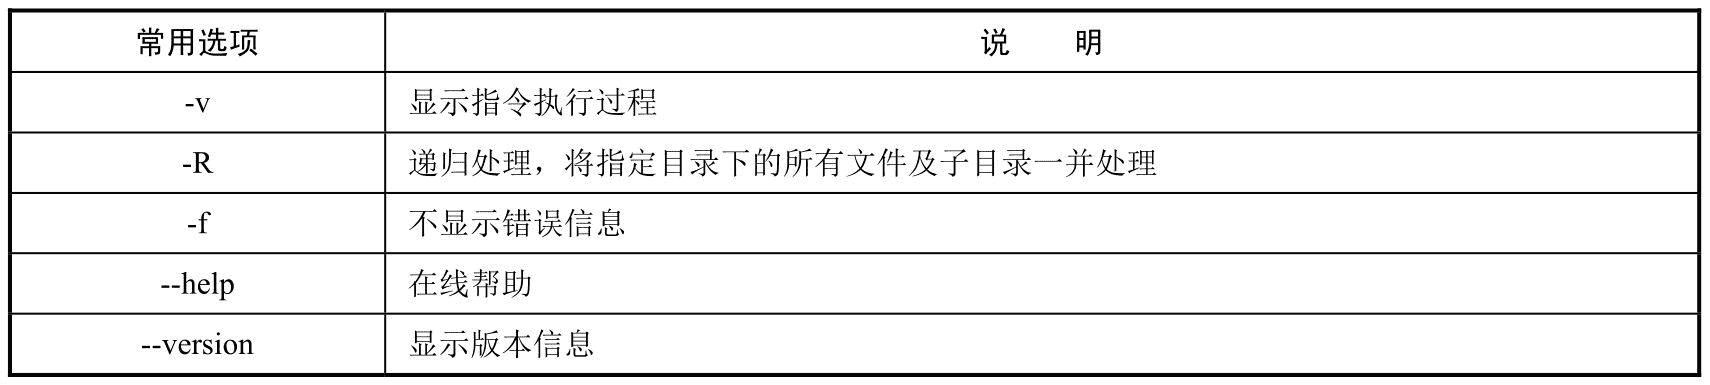 常用选项 说 明
-v 显示指令执行过程
-R 递归处理，将指定目录下的所有文件及子目录一并处理
-f 不显示错误信息
--help 在线帮助
--version 显示版本信息